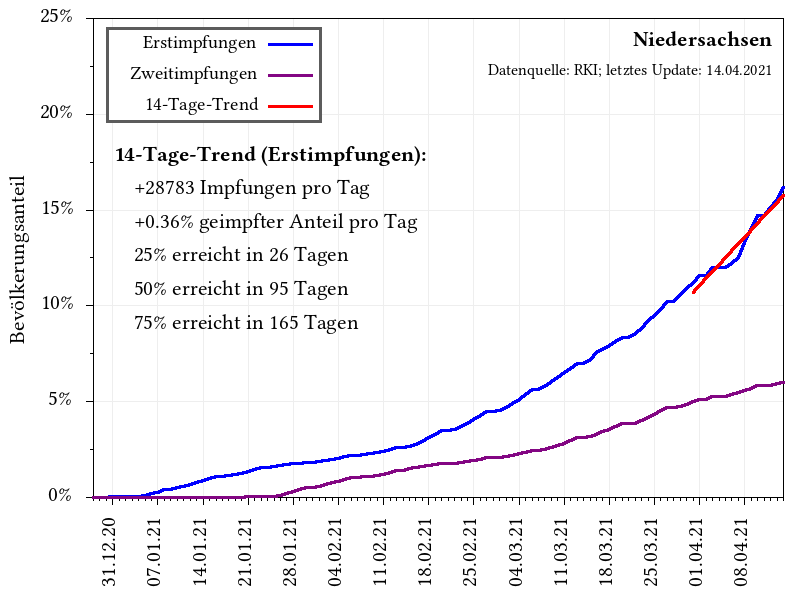 25%
20%
15%
10%
5%
0%
Bevölkerungsanteil
Erstimpfungen
Zweitimpfungen
14-Tage-Trend
Niedersachsen
Datenquelle: RKI; letztes Update: 14.04.2021
14-Tage-Trend (Erstimpfungen):
+28783 Impfungen pro Tag
+0.36% geimpfter Anteil pro Tag
25% erreicht in 26 Tagen
50% erreicht in 95 Tagen
75% erreicht in 165 Tagen
31.12.20
07.01.21
14.01.21
21.01.21
28.01.21
04.02.21
11.02.21
18.02.21
25.02.21
04.03.21
11.03.21
18.03.21
25.03.21
01.04.21
08.04.21